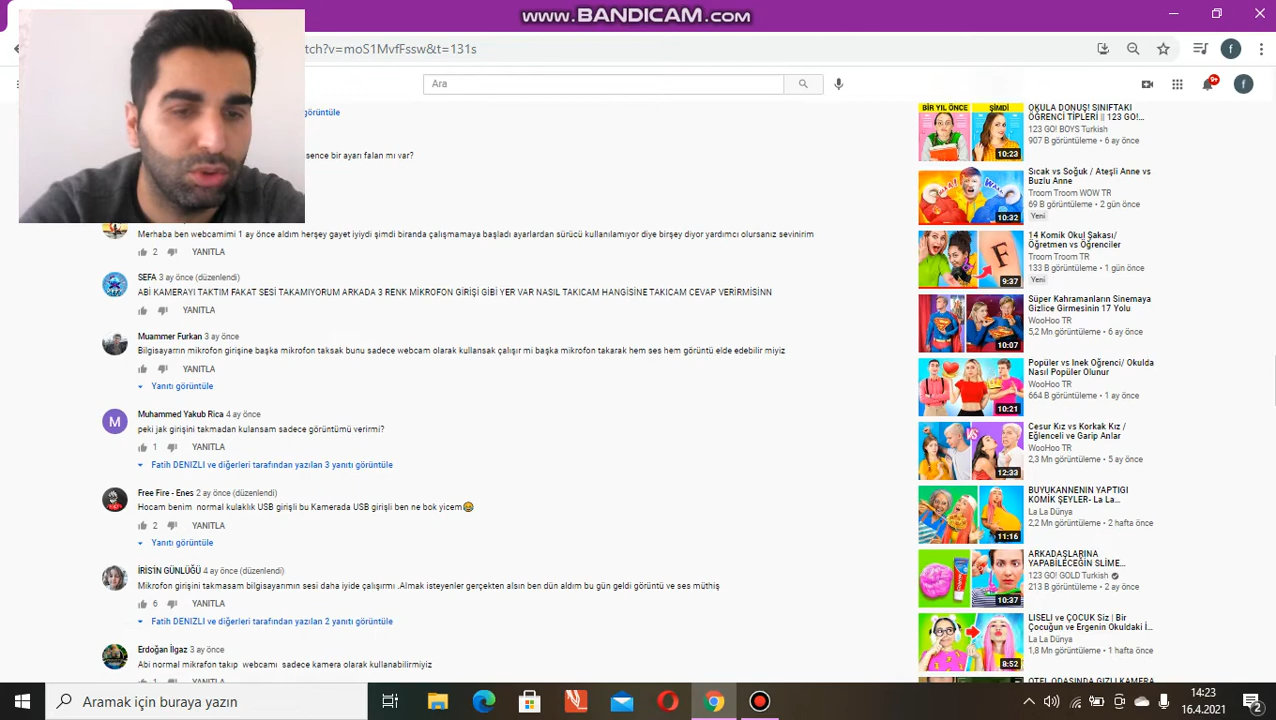 www.BANDICAM.com
tch?v=moS1MvfFssw&t=131s
f
Ara
9+
f
görüntüle
sence bir ayarı falan mı var?
Merhaba ben webcamimi 1 ay önce aldım herşey gayet iyiydi şimdi biranda çalışmamaya başladı ayarlardan sürücü kullanılamıyor diye birşey diyor yardımcı olursanız sevinirim
2 YANITLA
SEFA 3 ay önce (düzenlendi)
ABİ KAMERAYI TAKTIM FAKAT SESİ TAKAMIYORUM ARKADA 3 RENK MİKROFON GİRİŞİ GİBİ YER VAR NASIL TAKICAM HANGİSİNE TAKICAM CEVAP VERİRMİSİNN
YANITLA
Muammer Furkan 3 ay önce
Bilgisayarın mikrofon girişine başka mikrofon taksak bunu sadece webcam olarak kullansak çalışır mi başka mikrofon takarak hem ses hem görüntü elde edebilir miyiz
YANITLA
Yanıtı görüntüle
M
Muhammed Yakub Rica 4 ay önce
peki jak girişini takmadan kulansam sadece görüntümü verirmi?
1 YANITLA
Fatih DENIZLI ve diğerleri tarafından yazılan 3 yanıtı görüntüle
Free Fire - Enes 2 ay önce (düzenlendi)
Hocam benim normal kulaklık USB girişli bu Kamerada USB girişli ben ne bok yicem😅
2 YANITLA
Yanıtı görüntüle
İRİS'İN GÜNLÜĞÜ 4 ay önce (düzenlendi)
Mikrofon girişini takmasam bilgisayarımın sesi daha iyide çalışırmı .Almak isteyenler gerçekten alsın ben dün aldım bu gün geldi görüntü ve ses müthiş
6 YANITLA
Fatih DENIZLI ve diğerleri tarafından yazılan 2 yanıtı görüntüle
Erdoğan İlgaz 3 ay önce
Abi normal mikrafon takıp webcamı sadece kamera olarak kullanabilirmiyiz
1 YANITLA
BİR YIL ÖNCE ŞİMDİ
10:23
OKULA DÖNÜŞ! SINIFTAKİ
ÖĞRENCİ TİPLERİ || 123 GO!...
123 GO! BOYS Turkish
907 B görüntüleme • 6 ay önce
10:32
Sıcak vs Soğuk / Ateşli Anne vs
Buzlu Anne
Troom Troom WOW TR
69 B görüntüleme • 2 gün önce
Yeni
F
9:37
14 Komik Okul Şakası/
Öğretmen vs Öğrenciler
Troom Troom TR
133 B görüntüleme • 1 gün önce
Yeni
10:07
Süper Kahramanların Sinemaya
Gizlice Girmesinin 17 Yolu
WooHoo TR
5,2 Mn görüntüleme • 6 ay önce
10:21
Popüler vs Inek Öğrenci/ Okulda
Nasıl Popüler Olunur
WooHoo TR
664 B görüntüleme • 1 ay önce
VS
12:33
Cesur Kız vs Korkak Kız /
Eğlenceli ve Garip Anlar
WooHoo TR
2,3 Mn görüntüleme • 5 ay önce
11:16
BÜYÜKANNENİN YAPTIĞI
KOMİK ŞEYLER- La La...
La La Dünya
2,2 Mn görüntüleme • 2 hafta önce
10:37
ARKADAŞLARINA
YAPABİLECEĞİN SLİME...
123 GO! GOLD Turkish
213 B görüntüleme • 2 ay önce
8:52
LİSELİ ve ÇOCUK Siz | Bir
Çocuğun ve Ergenin Okuldaki İ...
La La Dünya
1,8 Mn görüntüleme • 1 hafta önce
OTEL ODASINDA GİZLİ KAMERA
Aramak için buraya yazın
14:23
16.4.2021
2